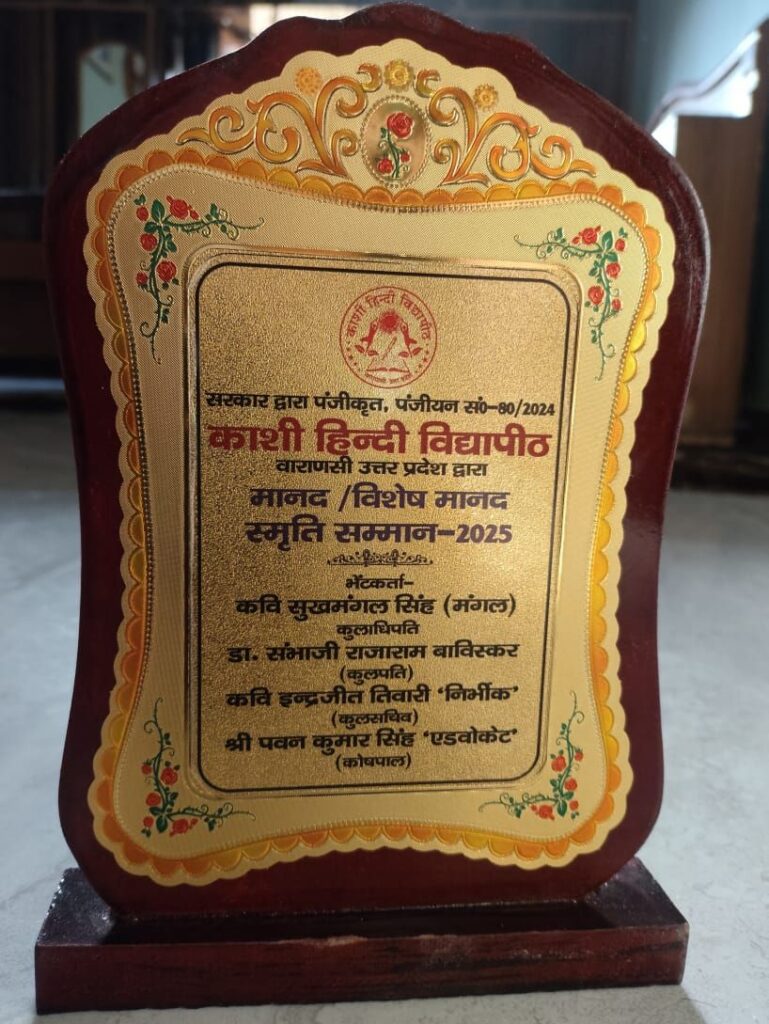 काशी हिन्दी विद्यापीठ
सरकार द्वारा पंजीकृत, पंजीयन सं०-80/2024
काशी हिन्दी विद्यापीठ
वाराणसी उत्तर प्रदेश द्वारा
मानद /विशेष मानद
स्मृति सम्मान-2025
भेंटकर्ता-
कवि सुखमंगल सिंह (मंगल)
कुलाधिपति
डा. संभाजी राजाराम बाविस्कर
(कुलपति)
कवि इन्द्रजीत तिवारी ‘निर्भीक’
(कुलसचिव)
श्री पवन कुमार सिंह ‘एडवोकेट’
(कोषपाल)